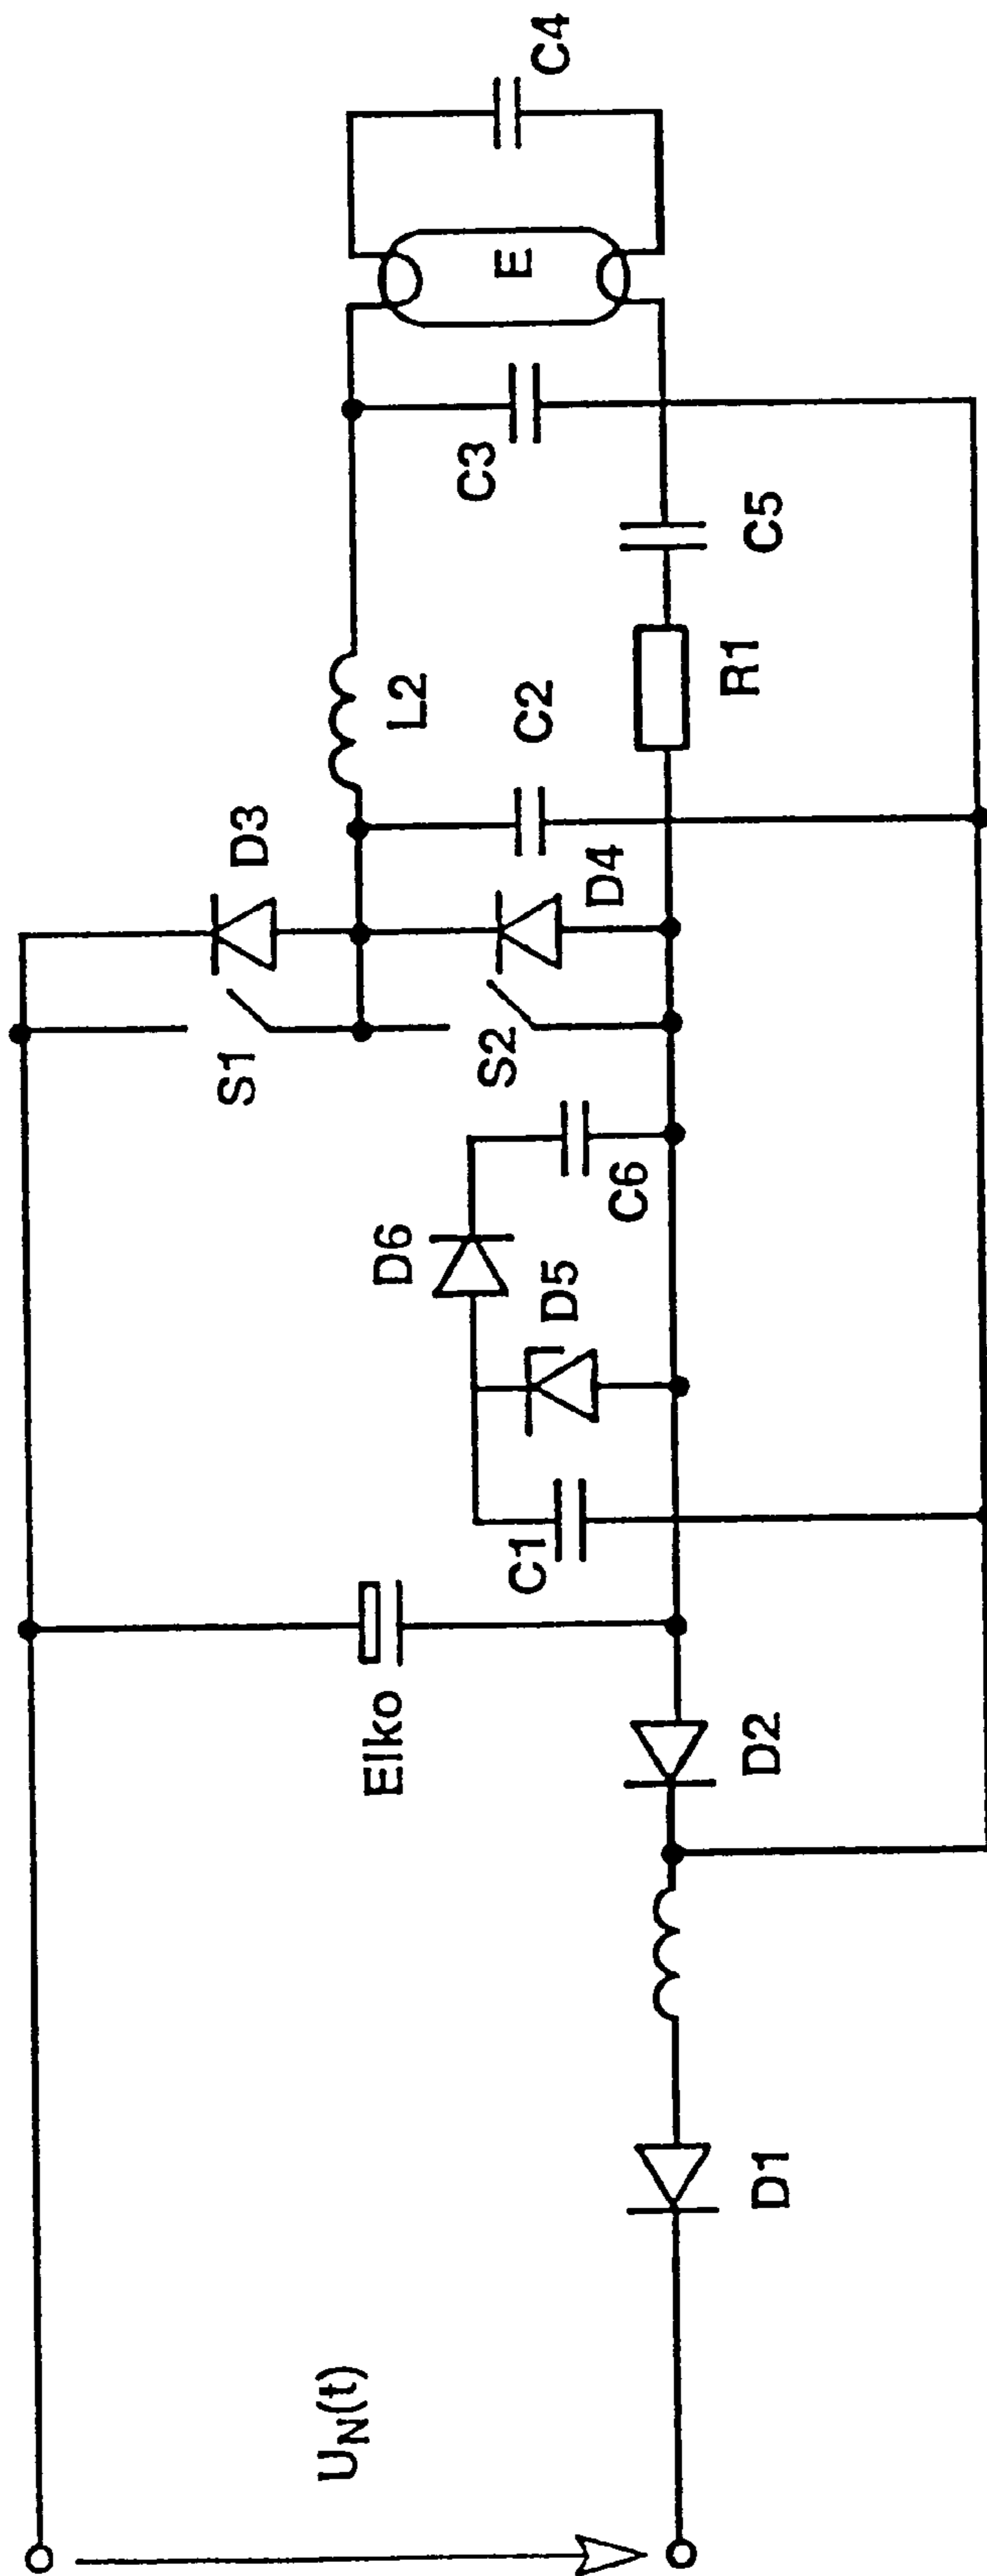 U_N(t)
D1
D2
Elko
C1
D5
D6
C6
S1
S2
D3
D4
L2
C2
R1
C3
C5
E
C4